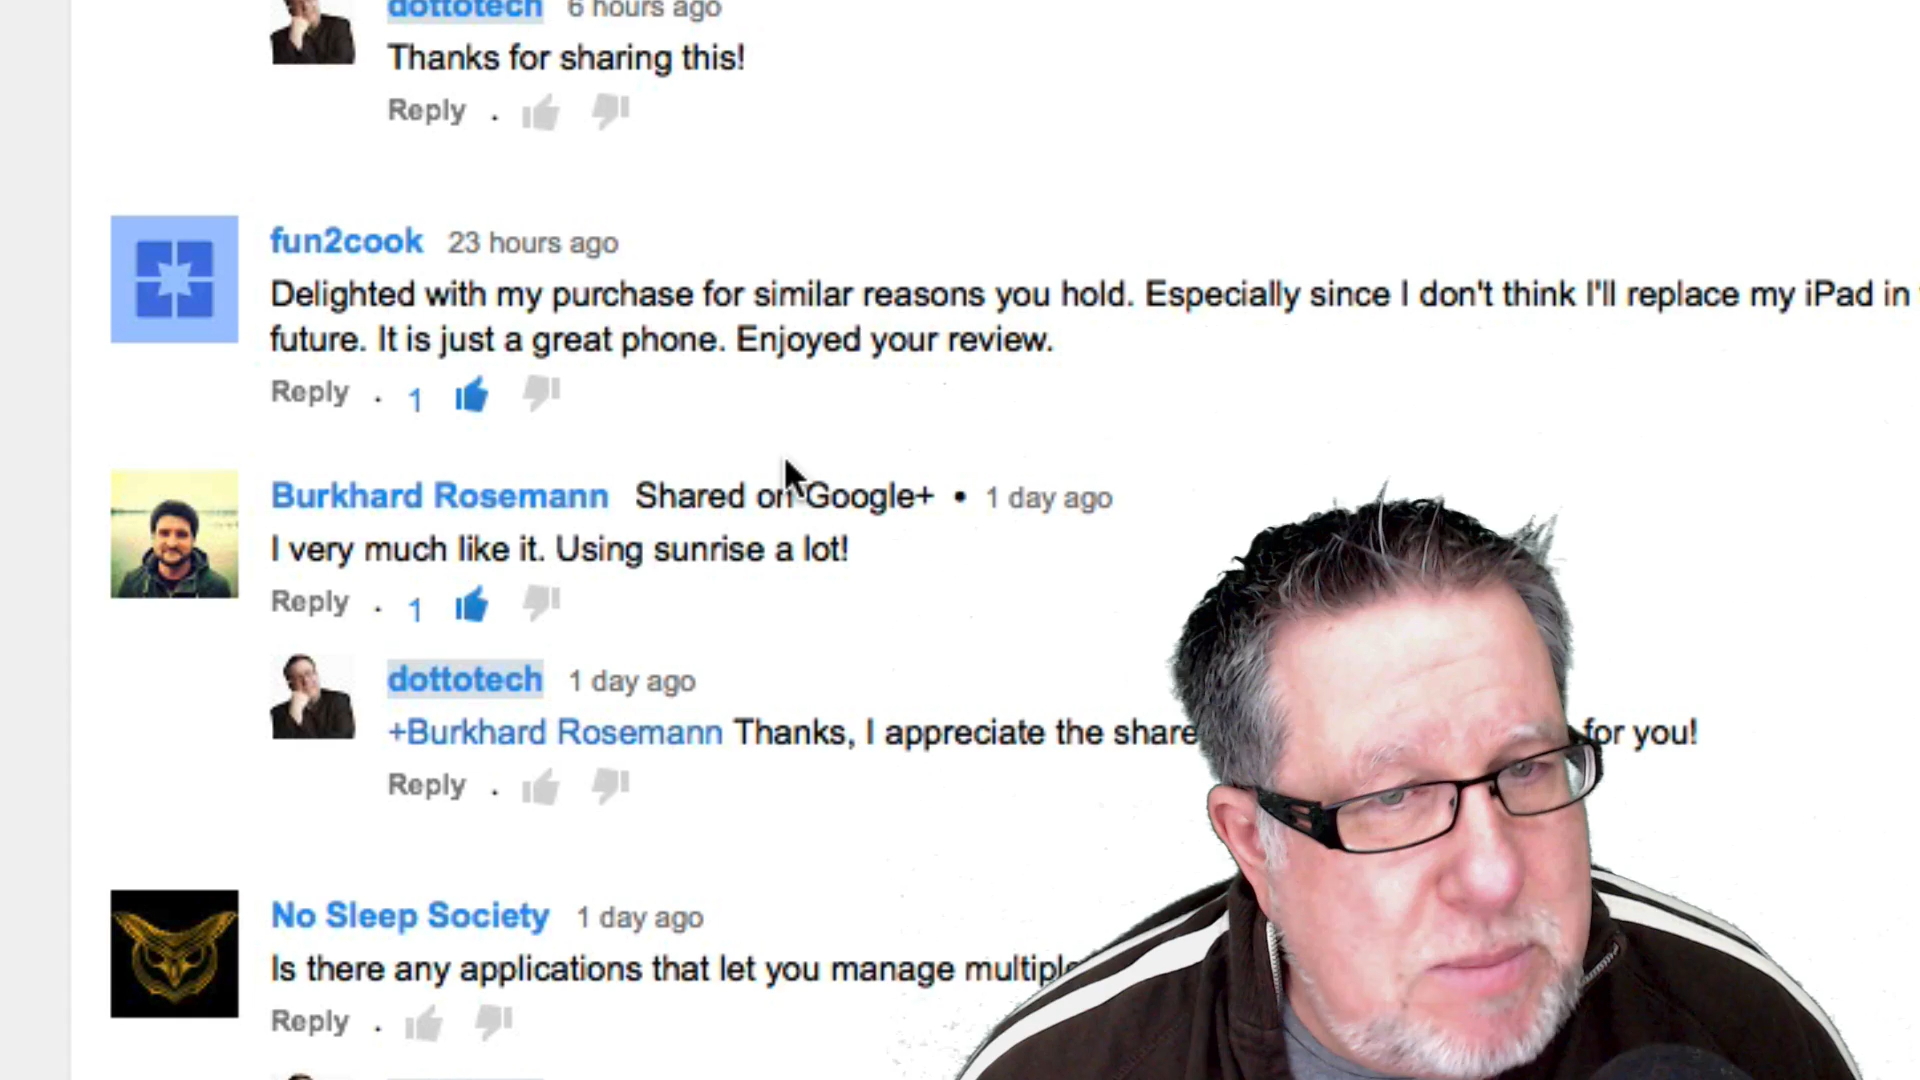 dottotech 6 hours ago
Thanks for sharing this!
Reply .
fun2cook 23 hours ago
Delighted with my purchase for similar reasons you hold. Especially since I don't think I'll replace my iPad in
future. It is just a great phone. Enjoyed your review.
Reply . 1
Burkhard Rosemann Shared on Google+ • 1 day ago
I very much like it. Using sunrise a lot!
Reply . 1
dottotech 1 day ago
+Burkhard Rosemann Thanks, I appreciate the share for you!
Reply .
No Sleep Society 1 day ago
Is there any applications that let you manage
Reply .